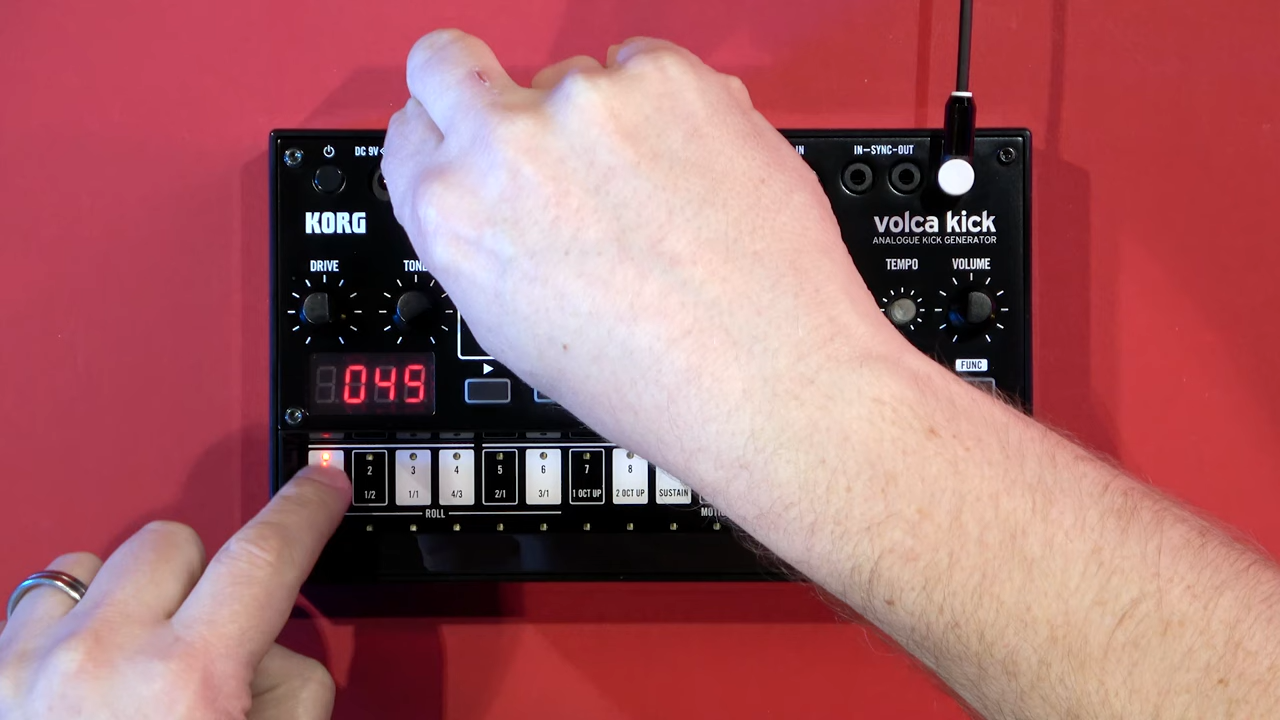 DC 9V
IN-SYNC-OUT
KORG
volca kick
ANALOGUE KICK GENERATOR
DRIVE
TEMPO
VOLUME
049
FUNC
2 3 4 5 6 7 8
1/2 1/1 4/3 2/1 3/1 1 OCT UP 2 OCT UP SUSTAIN
ROLL